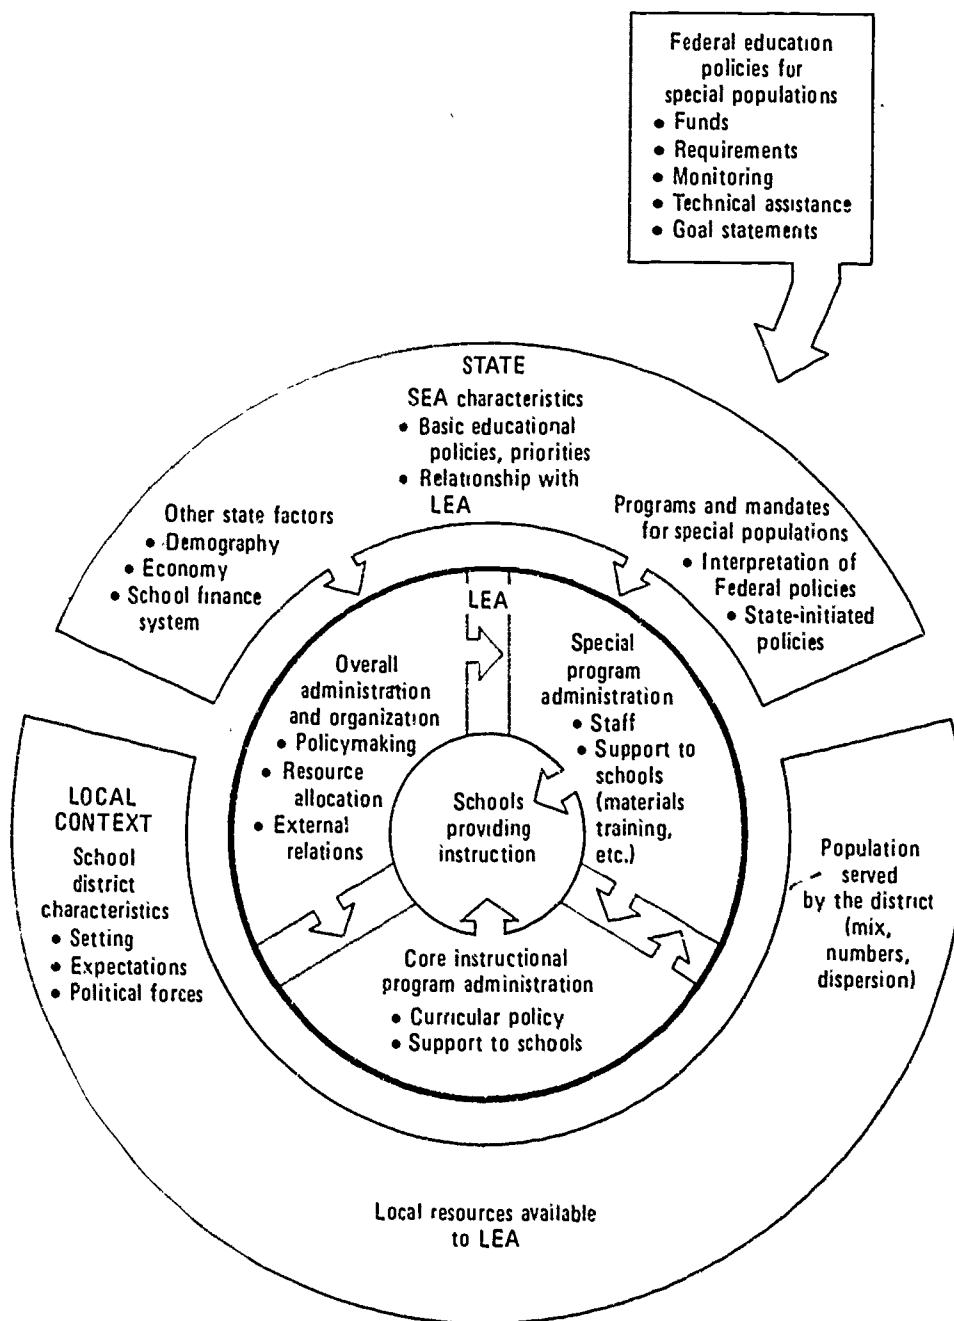 Federal education
policies for
special populations
• Funds
• Requirements
• Monitoring
• Technical assistance
• Goal statements
STATE
SEA characteristics
• Basic educational
policies, priorities
• Relationship with
LEA
Other state factors
• Demography
• Economy
• School finance
system
Programs and mandates
for special populations
• Interpretation of
Federal policies
• State-initiated
policies
LEA
Overall
administration
and organization
• Policymaking
• Resource
allocation
• External
relations
Special
program
administration
• Staff
• Support to
schools
(materials
training,
etc.)
Schools
providing
instruction
Core instructional
program administration
• Curricular policy
• Support to schools
LOCAL
CONTEXT
School
district
characteristics
• Setting
• Expectations
• Political forces
Population
served
by the district
(mix,
numbers,
dispersion)
Local resources available
to LEA